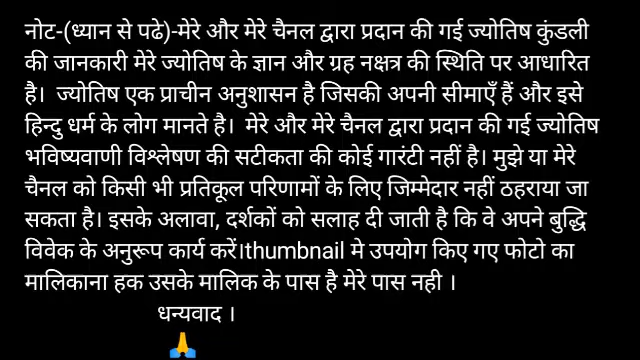 नोट-(ध्यान से पढे)-मेरे और मेरे चैनल द्वारा प्रदान की गई ज्योतिष कुंडली
की जानकारी मेरे ज्योतिष के ज्ञान और ग्रह नक्षत्र की स्थिति पर आधारित
है। ज्योतिष एक प्राचीन अनुशासन है जिसकी अपनी सीमाएँ हैं और इसे
हिन्दु धर्म के लोग मानते है। मेरे और मेरे चैनल द्वारा प्रदान की गई ज्योतिष
भविष्यवाणी विश्लेषण की सटीकता की कोई गारंटी नहीं है। मुझे या मेरे
चैनल को किसी भी प्रतिकूल परिणामों के लिए जिम्मेदार नहीं ठहराया जा
सकता है। इसके अलावा, दर्शकों को सलाह दी जाती है कि वे अपने बुद्धि
विवेक के अनुरूप कार्य करें।thumbnail मे उपयोग किए गए फोटो का
मालिकाना हक उसके मालिक के पास है मेरे पास नही ।
धन्यवाद ।
🙏